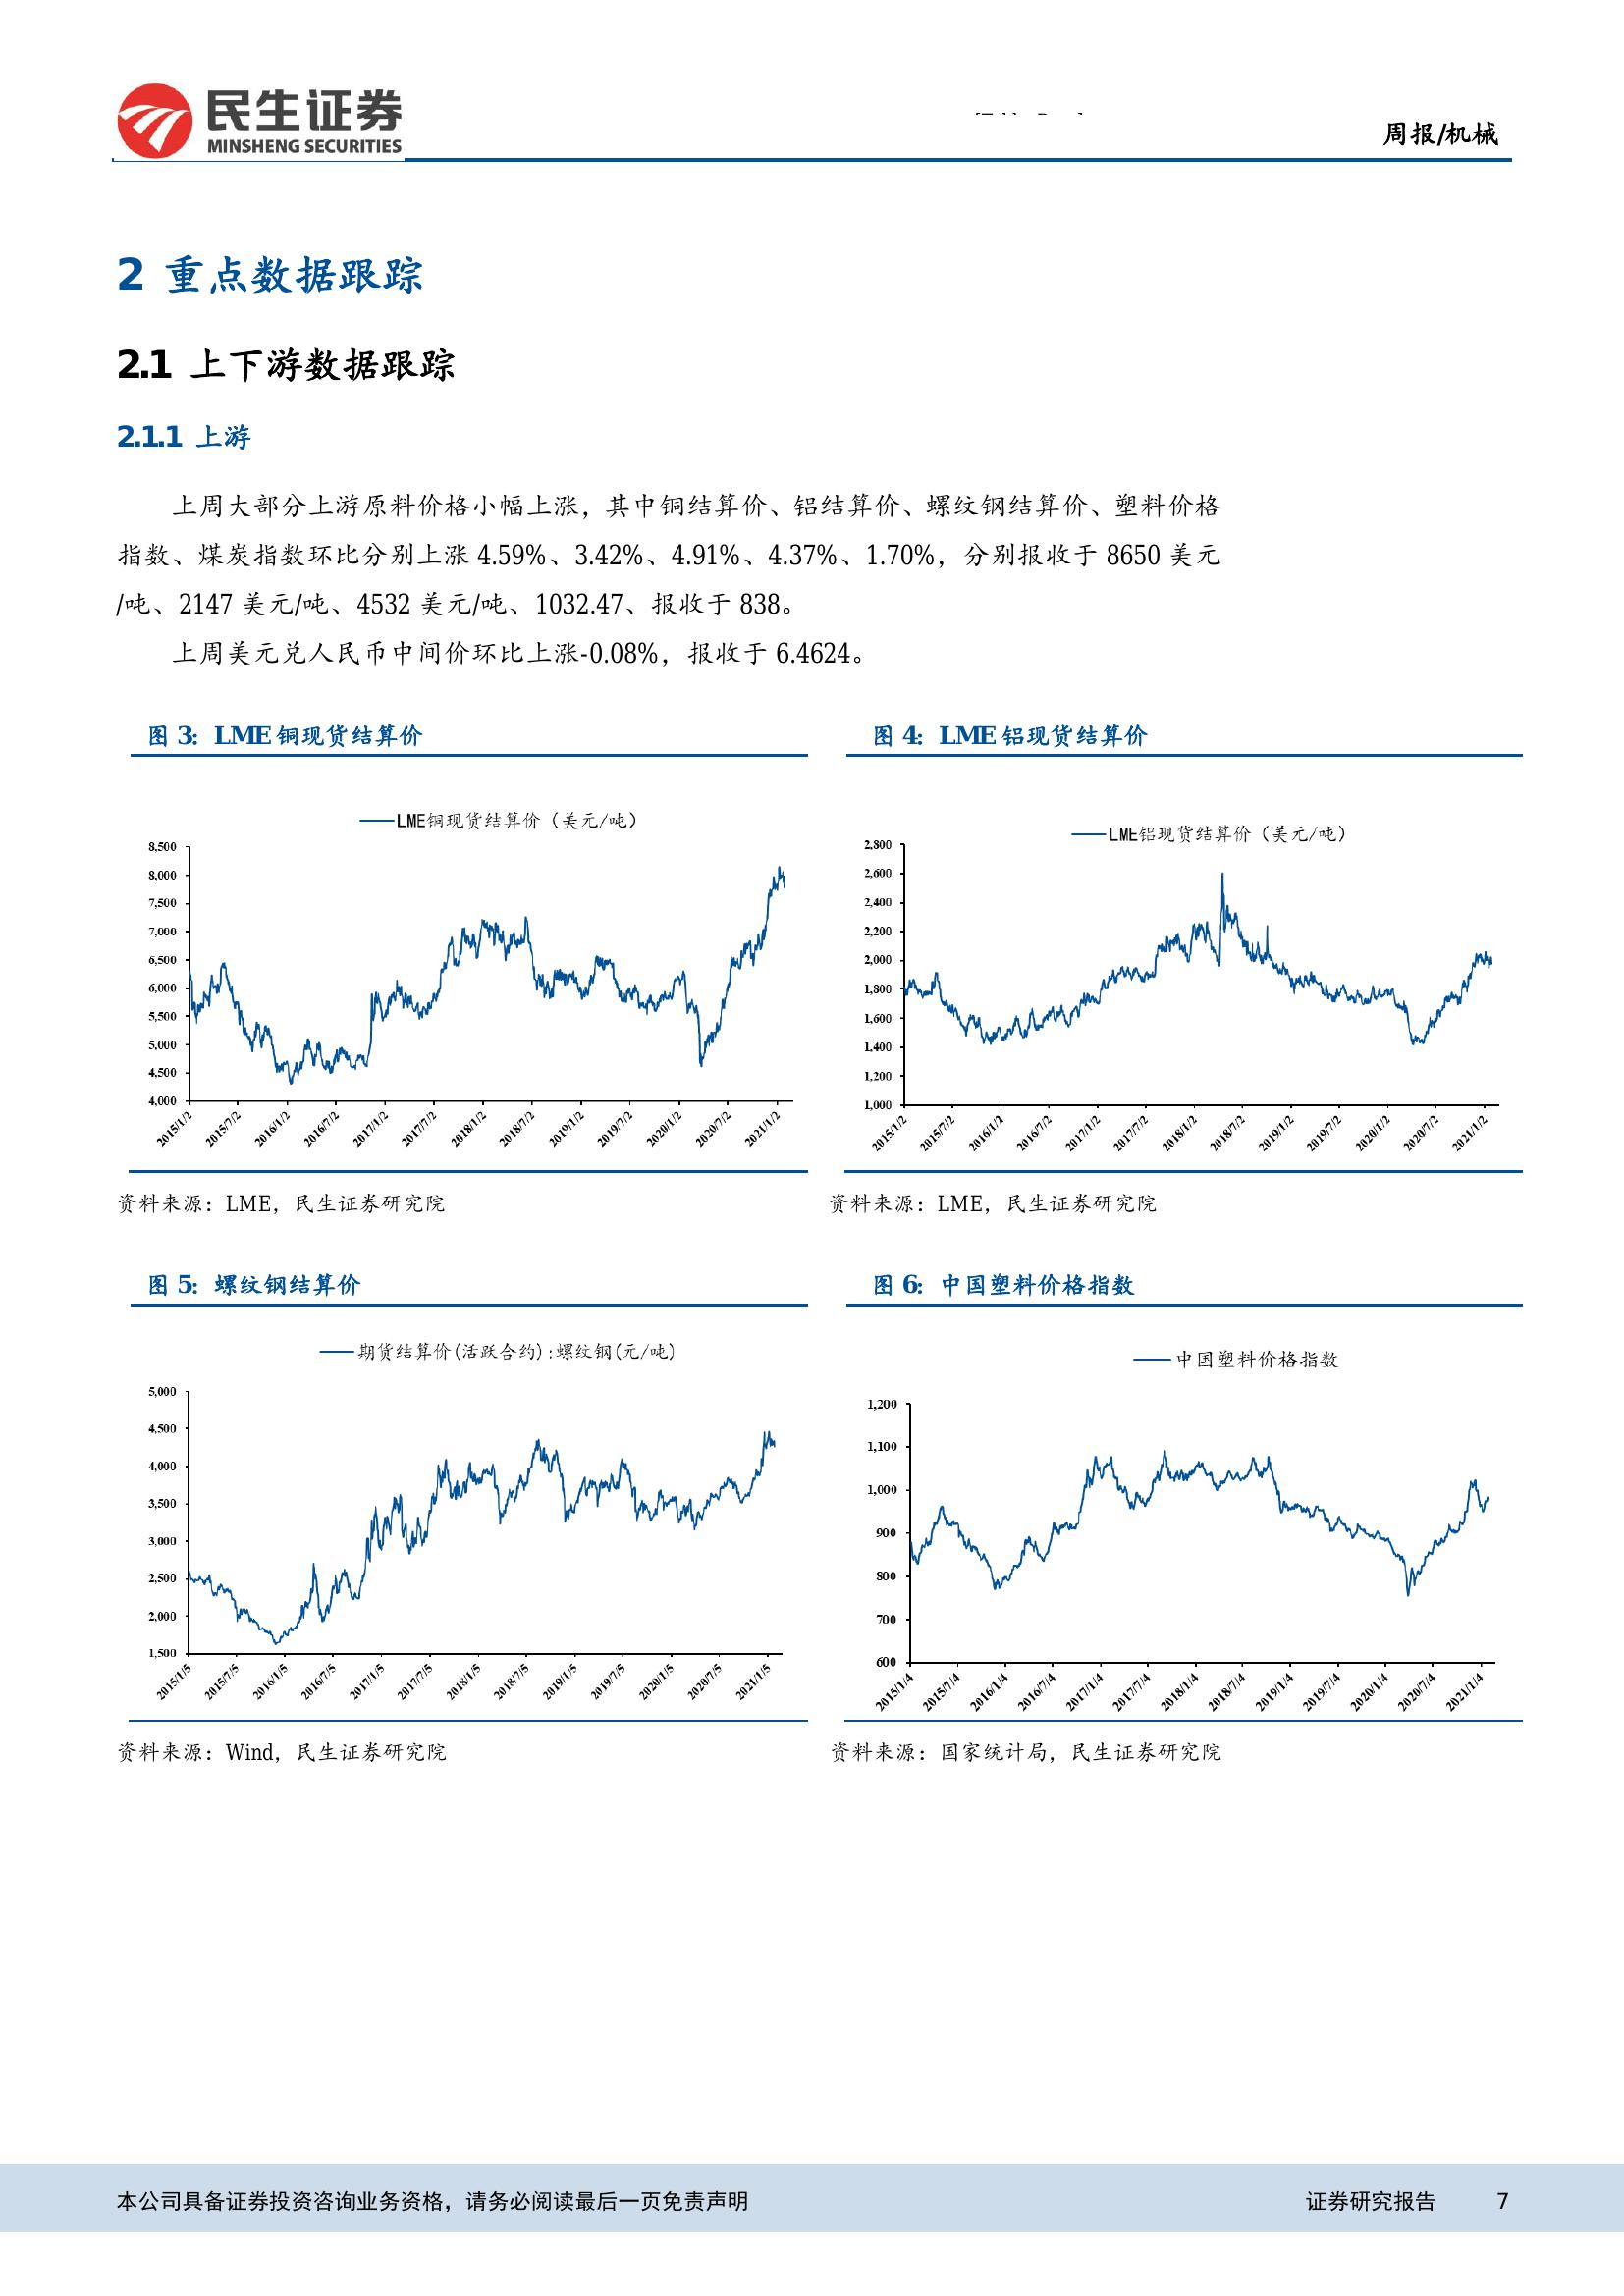 民生证券
MINSHENG SECURITIES
周报/机械
2 重点数据跟踪
2.1 上下游数据跟踪
2.1.1 上游
上周大部分上游原料价格小幅上涨，其中铜结算价、铝结算价、螺纹钢结算价、塑料价格
指数、煤炭指数环比分别上涨 4.59%、3.42%、4.91%、4.37%、1.70%，分别报收于 8650 美元
/吨、2147 美元/吨、4532 美元/吨、1032.47、报收于 838。
上周美元兑人民币中间价环比上涨-0.08%，报收于 6.4624。
图 3：LME 铜现货结算价
LME铜现货结算价（美元/吨）
8,500
8,000
7,500
7,000
6,500
6,000
5,500
5,000
4,500
4,000
2015/1/2 2015/7/2 2016/1/2 2016/7/2 2017/1/2 2017/7/2 2018/1/2 2018/7/2 2019/1/2 2019/7/2 2020/1/2 2020/7/2 2021/1/2
资料来源：LME，民生证券研究院
图 4：LME 铝现货结算价
LME铝现货结算价（美元/吨）
2,800
2,600
2,400
2,200
2,000
1,800
1,600
1,400
1,200
1,000
2015/1/2 2015/7/2 2016/1/2 2016/7/2 2017/1/2 2017/7/2 2018/1/2 2018/7/2 2019/1/2 2019/7/2 2020/1/2 2020/7/2 2021/1/2
资料来源：LME，民生证券研究院
图 5：螺纹钢结算价
期货结算价(活跃合约):螺纹钢(元/吨)
5,000
4,500
4,000
3,500
3,000
2,500
2,000
1,500
2015/1/5 2015/7/5 2016/1/5 2016/7/5 2017/1/5 2017/7/5 2018/1/5 2018/7/5 2019/1/5 2019/7/5 2020/1/5 2020/7/5 2021/1/5
资料来源：Wind，民生证券研究院
图 6：中国塑料价格指数
中国塑料价格指数
1,200
1,100
1,000
900
800
700
600
2015/1/4 2015/7/4 2016/1/4 2016/7/4 2017/1/4 2017/7/4 2018/1/4 2018/7/4 2019/1/4 2019/7/4 2020/1/4 2020/7/4 2021/1/4
资料来源：国家统计局，民生证券研究院
本公司具备证券投资咨询业务资格，请务必阅读最后一页免责声明
证券研究报告 7